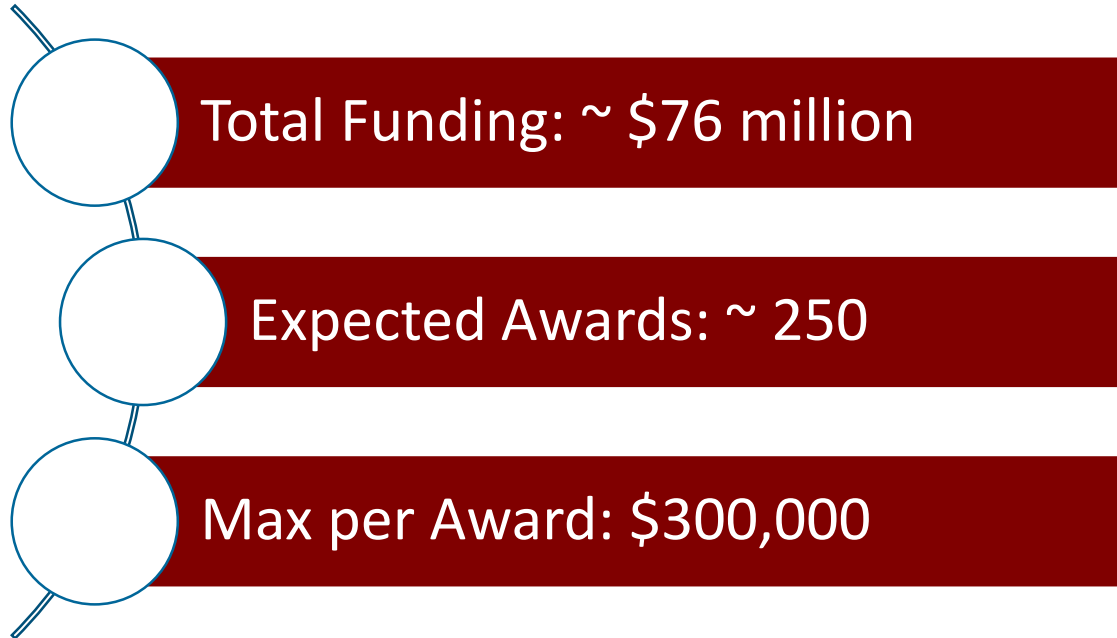 Total Funding: ~ $76 million
Expected Awards: ~ 250
Max per Award: $300,000